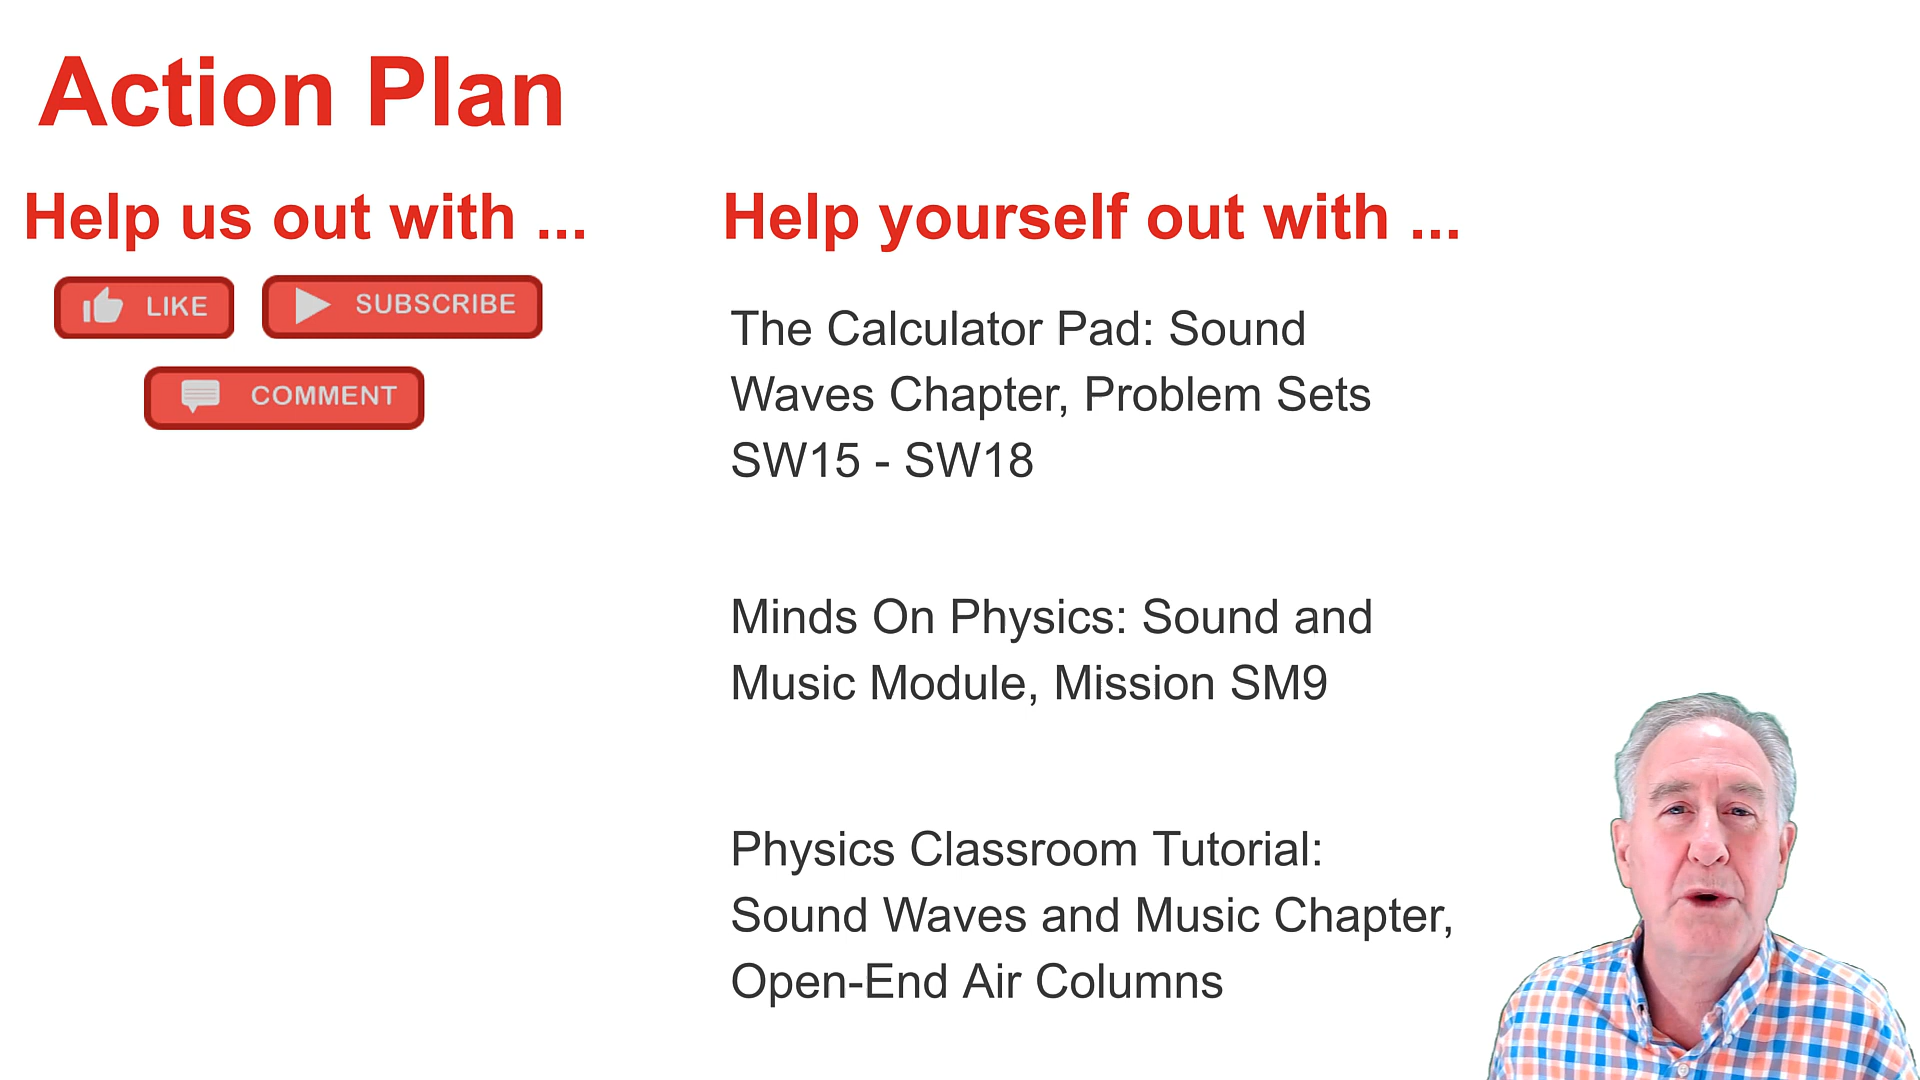 Action Plan
Help us out with ...
LIKE
SUBSCRIBE
COMMENT
Help yourself out with ...
The Calculator Pad: Sound
Waves Chapter, Problem Sets
SW15 - SW18
Minds On Physics: Sound and
Music Module, Mission SM9
Physics Classroom Tutorial:
Sound Waves and Music Chapter,
Open-End Air Columns